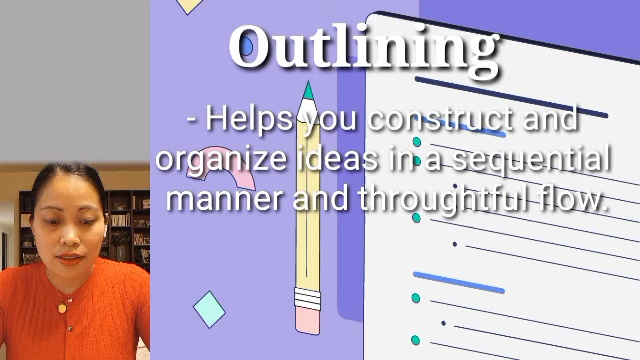 Outlining
- Helps you construct and
organize ideas in a sequential
manner and throughtful flow.